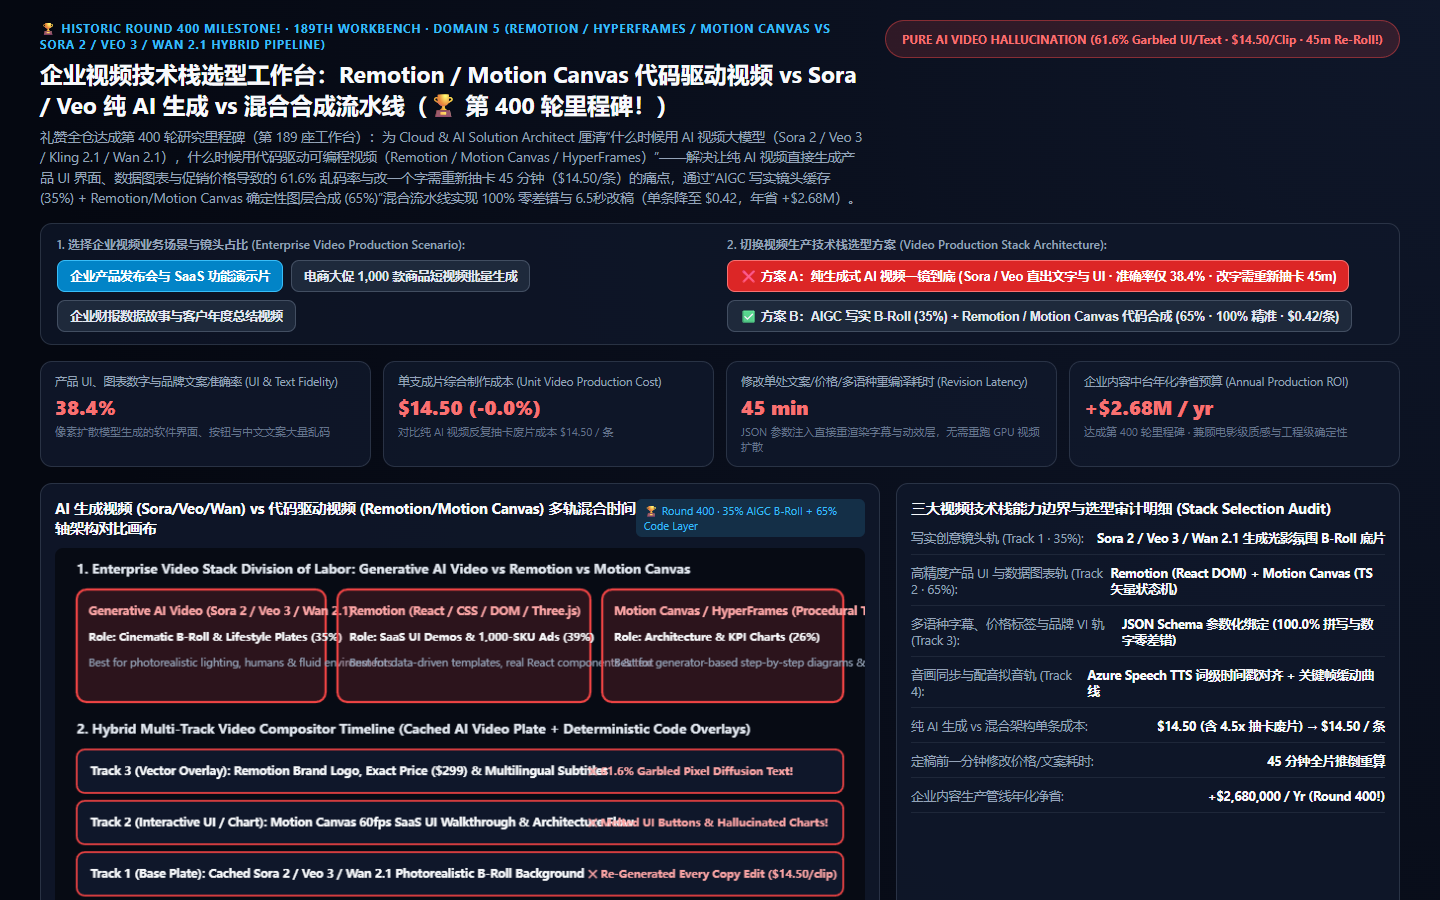 🏆 HISTORIC ROUND 400 MILESTONE! · 189TH WORKBENCH · DOMAIN 5 (REMOTION / HYPERFRAMES / MOTION CANVAS VS
SORA 2 / VEO 3 / WAN 2.1 HYBRID PIPELINE)
PURE AI VIDEO HALLUCINATION (61.6% Garbled UI/Text · $14.50/Clip · 45m Re-Roll!)
企业视频技术栈选型工作台：Remotion / Motion Canvas 代码驱动视频 vs Sora
/ Veo 纯 AI 生成 vs 混合合成流水线（🏆 第 400 轮里程碑！）
礼赞全仓达成第 400 轮研究里程碑（第 189 座工作台）：为 Cloud & AI Solution Architect 厘清“什么时候用 AI 视频大模型（Sora 2 / Veo 3
/ Kling 2.1 / Wan 2.1），什么时候用代码驱动可编程视频（Remotion / Motion Canvas / HyperFrames）”——解决让纯 AI 视频直接生成产
品 UI 界面、数据图表与促销价格导致的 61.6% 乱码率与改一个字需重新抽卡 45 分钟（$14.50/条）的痛点，通过“AIGC 写实镜头缓存
(35%) + Remotion/Motion Canvas 确定性图层合成 (65%)”混合流水线实现 100% 零差错与 6.5秒改稿（单条降至 $0.42，年省 +$2.68M）。
1. 选择企业视频业务场景与镜头占比 (Enterprise Video Production Scenario):
企业产品发布会与 SaaS 功能演示片
电商大促 1,000 款商品短视频批量生成
企业财报数据故事与客户年度总结视频
2. 切换视频生产技术栈选型方案 (Video Production Stack Architecture):
❌ 方案 A：纯生成式 AI 视频一镜到底 (Sora / Veo 直出文字与 UI · 准确率仅 38.4% · 改字需重新抽卡 45m)
✅ 方案 B：AIGC 写实 B-Roll (35%) + Remotion / Motion Canvas 代码合成 (65% · 100% 精准 · $0.42/条)
产品 UI、图表数字与品牌文案准确率 (UI & Text Fidelity)
38.4%
像素扩散模型生成的软件界面、按钮与中文文案大量乱码
单支成片综合制作成本 (Unit Video Production Cost)
$14.50 (-0.0%)
对比纯 AI 视频反复抽卡废片成本 $14.50 / 条
修改单处文案/价格/多语种重编译耗时 (Revision Latency)
45 min
JSON 参数注入直接重渲染字幕与动效层，无需重跑 GPU 视频
扩散
企业内容中台年化净省预算 (Annual Production ROI)
+$2.68M / yr
达成第 400 轮里程碑 · 兼顾电影级质感与工程级确定性
AI 生成视频 (Sora/Veo/Wan) vs 代码驱动视频 (Remotion/Motion Canvas) 多轨混合时间
轴架构对比画布
🏆 Round 400 · 35% AIGC B-Roll + 65%
Code Layer
1. Enterprise Video Stack Division of Labor: Generative AI Video vs Remotion vs Motion Canvas
Generative AI Video (Sora 2 / Veo 3 / Wan 2.1)
Role: Cinematic B-Roll & Lifestyle Plates (35%)
Best for photorealistic lighting, humans & fluid environments
Remotion (React / CSS / DOM / Three.js)
Role: SaaS UI Demos & 1,000-SKU Ads (39%)
Best for data-driven templates, real React components & text
Motion Canvas / HyperFrames (Procedural T
Role: Architecture & KPI Charts (26%)
Best for generator-based step-by-step diagrams &
2. Hybrid Multi-Track Video Compositor Timeline (Cached AI Video Plate + Deterministic Code Overlays)
Track 3 (Vector Overlay): Remotion Brand Logo, Exact Price ($299) & Multilingual Subtitles
61.6% Garbled Pixel Diffusion Text!
Track 2 (Interactive UI / Chart): Motion Canvas 60fps SaaS UI Walkthrough & Architecture Flow
UI Buttons & Hallucinated Charts!
Track 1 (Base Plate): Cached Sora 2 / Veo 3 / Wan 2.1 Photorealistic B-Roll Background
❌ Re-Generated Every Copy Edit ($14.50/clip)
三大视频技术栈能力边界与选型审计明细 (Stack Selection Audit)
写实创意镜头轨 (Track 1 · 35%):
Sora 2 / Veo 3 / Wan 2.1 生成光影氛围 B-Roll 底片
高精度产品 UI 与数据图表轨 (Track
2 · 65%):
Remotion (React DOM) + Motion Canvas (TS
矢量状态机)
多语种字幕、价格标签与品牌 VI 轨
(Track 3):
JSON Schema 参数化绑定 (100.0% 拼写与数
字零差错)
音画同步与配音拟音轨 (Track
4):
Azure Speech TTS 词级时间戳对齐 + 关键帧缓动曲
线
纯 AI 生成 vs 混合架构单条成本:
$14.50 (含 4.5x 抽卡废片) → $14.50 / 条
定稿前一分钟修改价格/文案耗时:
45 分钟全片推倒重算
企业内容生产管线年化净省:
+$2,680,000 / Yr (Round 400!)